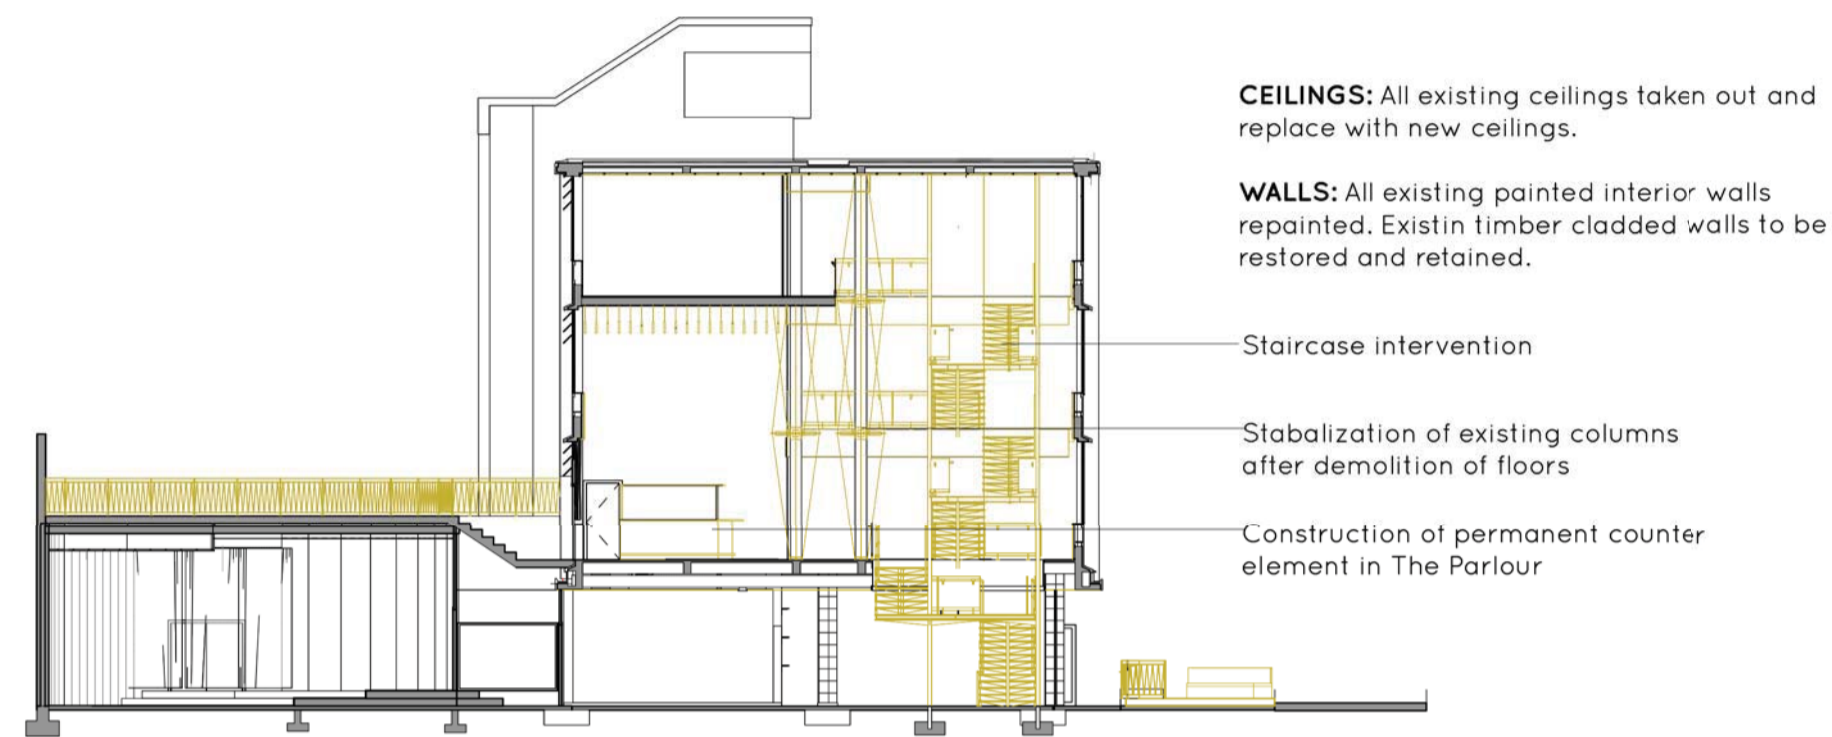 CEILINGS: All existing ceilings taken out and
replace with new ceilings.
WALLS: All existing painted interior walls
repainted. Existin timber cladded walls to be
restored and retained.
Staircase intervention
Stabalization of existing columns
after demolition of floors
Construction of permanent counter
element in The Parlour